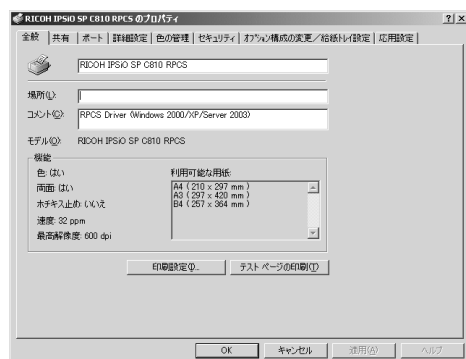 RICOH IPSiO SP C810 RPCS のプロパティ
全般 共有 ポート 詳細設定 色の管理 セキュリティ オプション構成の変更／給紙トレイ設定 応用設定
RICOH IPSiO SP C810 RPCS
場所(L):
コメント(C): RPCS Driver (Windows 2000/XP/Server 2003)
モデル(O): RICOH IPSiO SP C810 RPCS
機能
色: はい
両面: はい
ホチキス止め: いいえ
速度: 32 ppm
最高解像度: 600 dpi
利用可能な用紙:
A4 ( 210 x 297 mm )
A3 ( 297 x 420 mm )
B4 ( 257 x 364 mm )
印刷設定(I)... テスト ページの印刷(T)
OK キャンセル 適用(A) ヘルプ